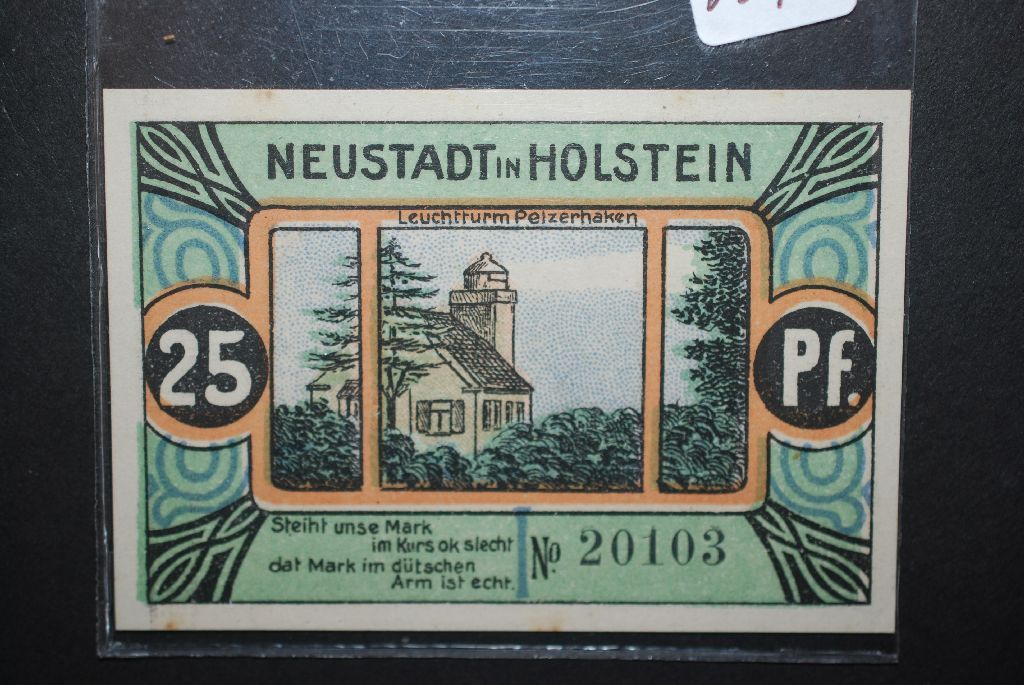 NEUSTADT IN HOLSTEIN
Leuchtturm Pelzerhaken
25
Pf.
Steiht unse Mark
im Kurs ok slecht
dat Mark im dütschen
Arm ist echt.
No. 20103